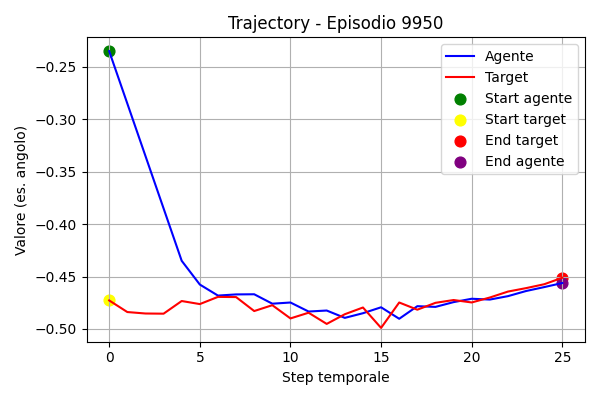 Trajectory - Episodio 9950
Valore (es. angolo)
−0.25
−0.30
−0.35
−0.40
−0.45
−0.50
0
5
10
15
20
25
Step temporale
Agente
Target
Start agente
Start target
End target
End agente